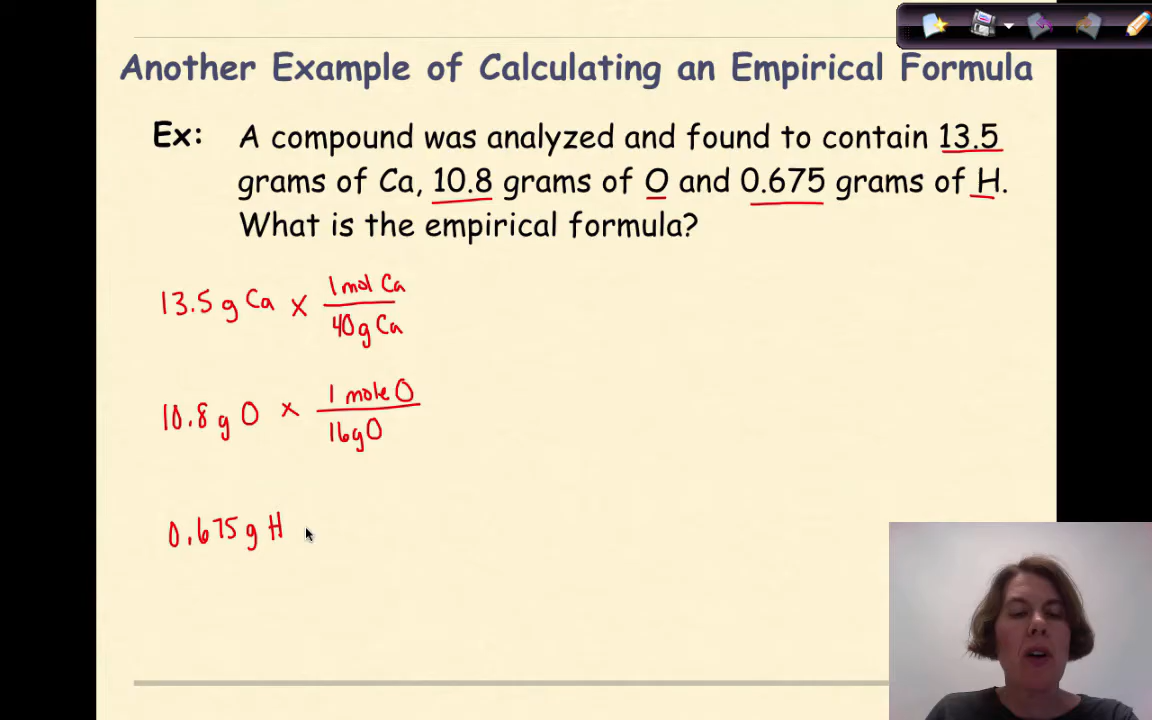 Another Example of Calculating an Empirical Formula
Ex: A compound was analyzed and found to contain 13.5
grams of Ca, 10.8 grams of O and 0.675 grams of H.
What is the empirical formula?
13.5 g Ca × 1 mol Ca
40 g Ca
10.8 g O × 1 mole O
16 g O
0.675 g H